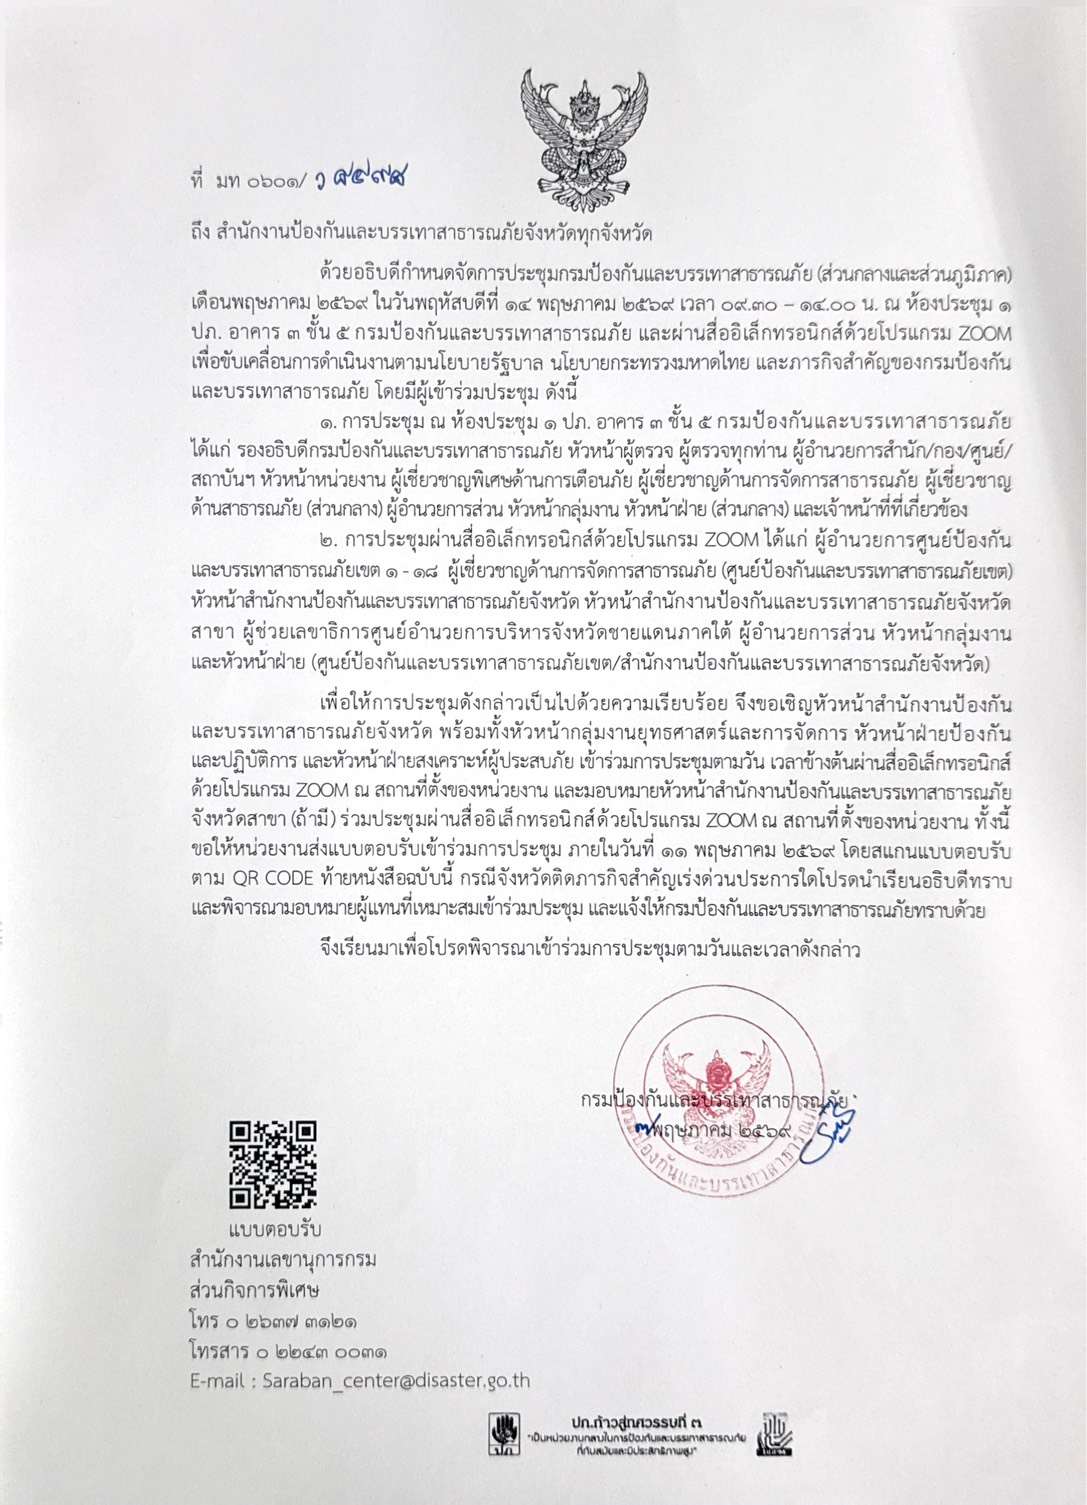 ที่ มท ๐๖๐๑/ ว
ถึง สำนักงานป้องกันและบรรเทาสาธารณภัยจังหวัดทุกจังหวัด
ด้วยอธิบดีกำหนดจัดการประชุมกรมป้องกันและบรรเทาสาธารณภัย (ส่วนกลางและส่วนภูมิภาค)
เดือนพฤษภาคม ๒๕๖๙ ในวันพฤหัสบดีที่ ๑๔ พฤษภาคม ๒๕๖๙ เวลา ๐๙.๓๐ – ๑๔.๐๐ น. ณ ห้องประชุม ๑
ปภ. อาคาร ๓ ชั้น ๕ กรมป้องกันและบรรเทาสาธารณภัย และผ่านสื่ออิเล็กทรอนิกส์ด้วยโปรแกรม ZOOM
เพื่อขับเคลื่อนการดำเนินงานตามนโยบายรัฐบาล นโยบายกระทรวงมหาดไทย และภารกิจสำคัญของกรมป้องกัน
และบรรเทาสาธารณภัย โดยมีผู้เข้าร่วมประชุม ดังนี้
๑. การประชุม ณ ห้องประชุม ๑ ปภ. อาคาร ๓ ชั้น ๕ กรมป้องกันและบรรเทาสาธารณภัย
ได้แก่ รองอธิบดีกรมป้องกันและบรรเทาสาธารณภัย หัวหน้าผู้ตรวจ ผู้ตรวจทุกท่าน ผู้อำนวยการสำนัก/กอง/ศูนย์/
สถาบันฯ หัวหน้าหน่วยงาน ผู้เชี่ยวชาญพิเศษด้านการเตือนภัย ผู้เชี่ยวชาญด้านการจัดการสาธารณภัย ผู้เชี่ยวชาญ
ด้านสาธารณภัย (ส่วนกลาง) ผู้อำนวยการส่วน หัวหน้ากลุ่มงาน หัวหน้าฝ่าย (ส่วนกลาง) และเจ้าหน้าที่ที่เกี่ยวข้อง
๒. การประชุมผ่านสื่ออิเล็กทรอนิกส์ด้วยโปรแกรม ZOOM ได้แก่ ผู้อำนวยการศูนย์ป้องกัน
และบรรเทาสาธารณภัยเขต ๑ - ๑๘ ผู้เชี่ยวชาญด้านการจัดการสาธารณภัย (ศูนย์ป้องกันและบรรเทาสาธารณภัยเขต)
หัวหน้าสำนักงานป้องกันและบรรเทาสาธารณภัยจังหวัด หัวหน้าสำนักงานป้องกันและบรรเทาสาธารณภัยจังหวัด
สาขา ผู้ช่วยเลขาธิการศูนย์อำนวยการบริหารจังหวัดชายแดนภาคใต้ ผู้อำนวยการส่วน หัวหน้ากลุ่มงาน
และหัวหน้าฝ่าย (ศูนย์ป้องกันและบรรเทาสาธารณภัยเขต/สำนักงานป้องกันและบรรเทาสาธารณภัยจังหวัด)
เพื่อให้การประชุมดังกล่าวเป็นไปด้วยความเรียบร้อย จึงขอเชิญหัวหน้าสำนักงานป้องกัน
และบรรเทาสาธารณภัยจังหวัด พร้อมทั้งหัวหน้ากลุ่มงานยุทธศาสตร์และการจัดการ หัวหน้าฝ่ายป้องกัน
และปฏิบัติการ และหัวหน้าฝ่ายสงเคราะห์ผู้ประสบภัย เข้าร่วมการประชุมตามวัน เวลาข้างต้นผ่านสื่ออิเล็กทรอนิกส์
ด้วยโปรแกรม ZOOM ณ สถานที่ตั้งของหน่วยงาน และมอบหมายหัวหน้าสำนักงานป้องกันและบรรเทาสาธารณภัย
จังหวัดสาขา (ถ้ามี) ร่วมประชุมผ่านสื่ออิเล็กทรอนิกส์ด้วยโปรแกรม ZOOM ณ สถานที่ตั้งของหน่วยงาน ทั้งนี้
ขอให้หน่วยงานส่งแบบตอบรับเข้าร่วมการประชุม ภายในวันที่ ๑๑ พฤษภาคม ๒๕๖๙ โดยสแกนแบบตอบรับ
ตาม QR CODE ท้ายหนังสือฉบับนี้ กรณีจังหวัดติดภารกิจสำคัญเร่งด่วนประการใดโปรดนำเรียนอธิบดีทราบ
และพิจารณามอบหมายผู้แทนที่เหมาะสมเข้าร่วมประชุม และแจ้งให้กรมป้องกันและบรรเทาสาธารณภัยทราบด้วย
จึงเรียนมาเพื่อโปรดพิจารณาเข้าร่วมการประชุมตามวันและเวลาดังกล่าว
กรมป้องกันและบรรเทาสาธารณภัย
๗ พฤษภาคม ๒๕๖๙
กรมป้องกันและบรรเทาสาธารณภัย
แบบตอบรับ
สำนักงานเลขานุการกรม
ส่วนกิจการพิเศษ
โทร ๐ ๒๖๓๗ ๓๑๒๑
โทรสาร ๐ ๒๒๔๓ ๐๐๓๑
E-mail : Saraban_center@disaster.go.th
ปภ.ก้าวสู่ทศวรรษที่ ๓
"เป็นหน่วยงานกลางในการป้องกันและบรรเทาสาธารณภัย
ที่ทันสมัยและมีประสิทธิภาพสูง"
ปภ.